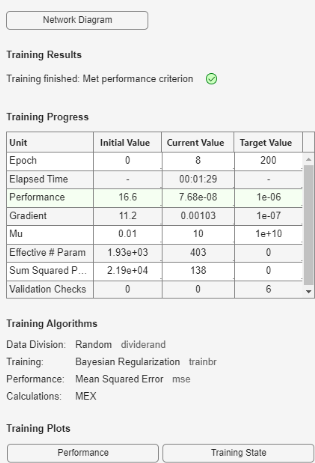 Network Diagram
Training Results
Training finished: Met performance criterion
Training Progress
Unit Initial Value Current Value Target Value
Epoch 0 8 200
Elapsed Time - 00:01:29 -
Performance 16.6 7.68e-08 1e-06
Gradient 11.2 0.00103 1e-07
Mu 0.01 10 1e+10
Effective # Param 1.93e+03 403 0
Sum Squared P... 2.19e+04 138 0
Validation Checks 0 0 6
Training Algorithms
Data Division: Random dividerand
Training: Bayesian Regularization trainbr
Performance: Mean Squared Error mse
Calculations: MEX
Training Plots
Performance Training State